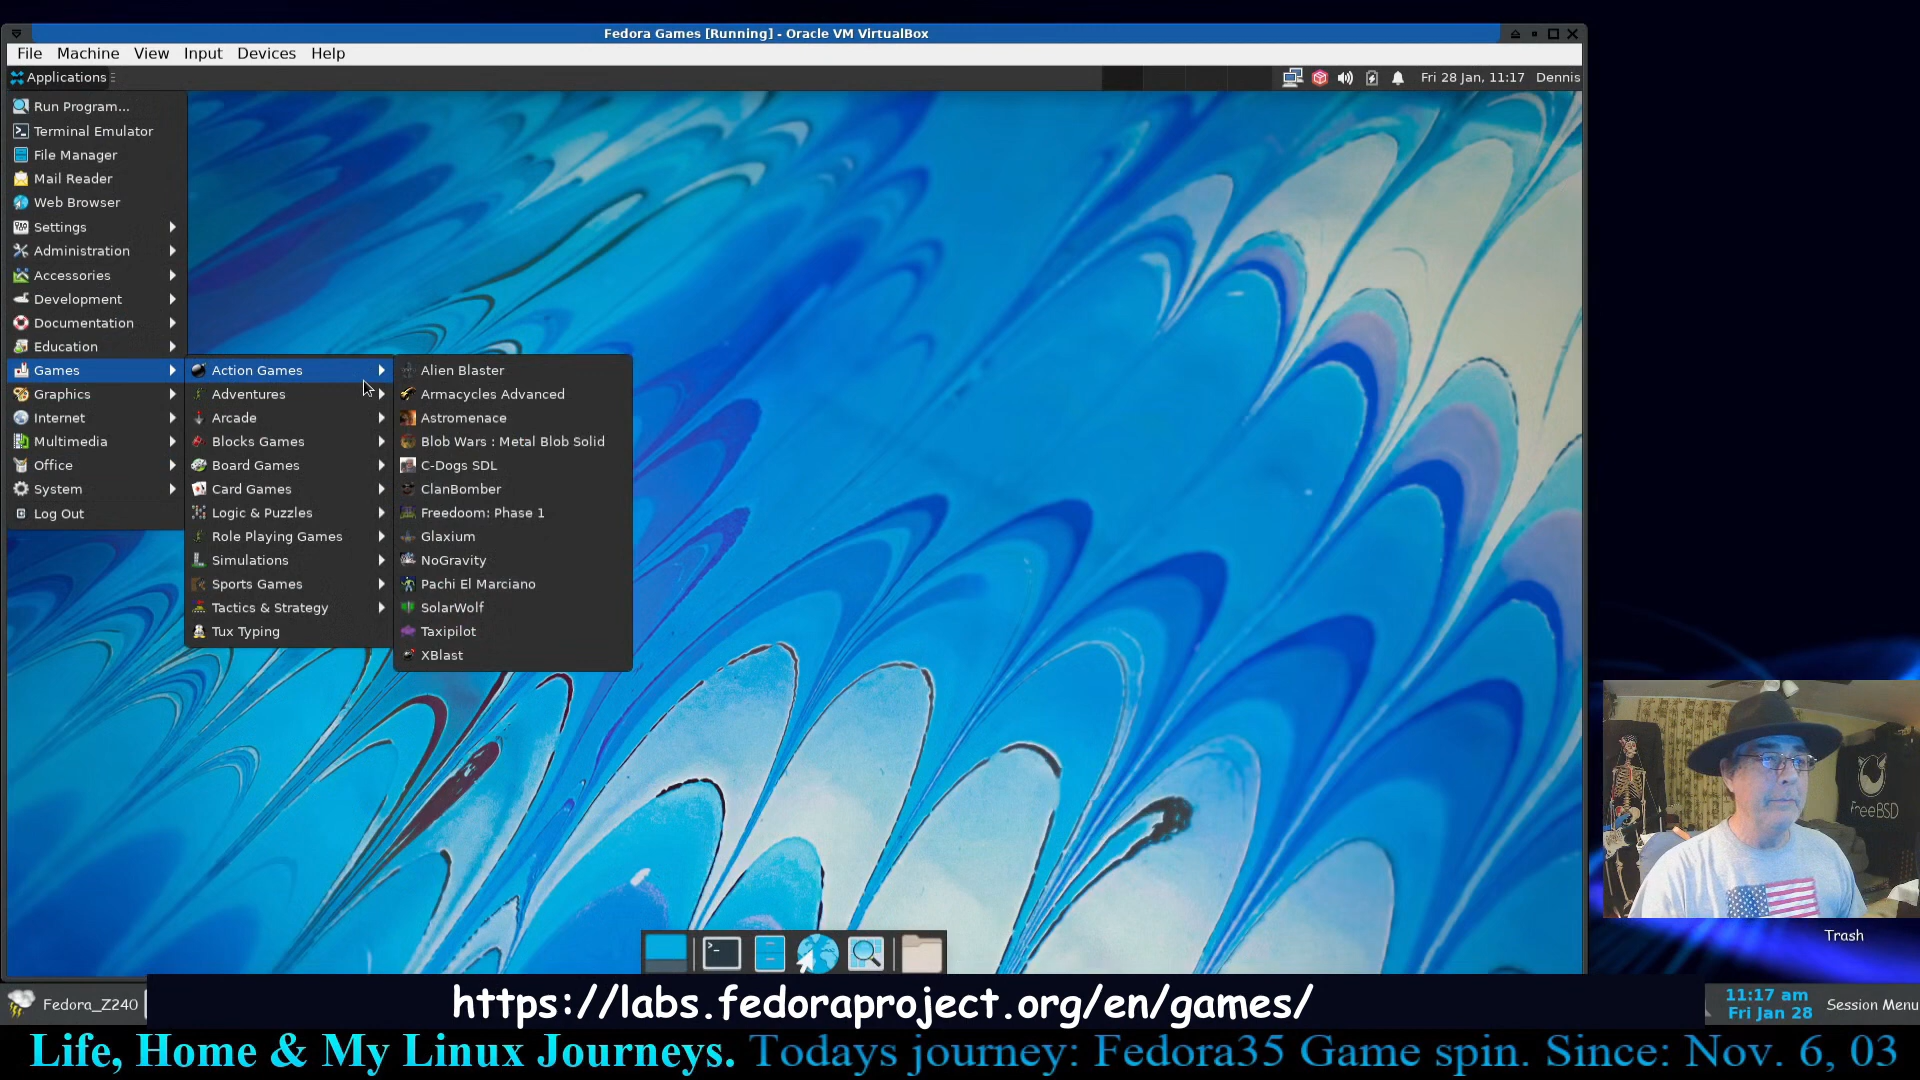 Fedora Games [Running] - Oracle VM VirtualBox
File Machine View Input Devices Help
Applications
Fri 28 Jan, 11:17 Dennis
Run Program...
Terminal Emulator
File Manager
Mail Reader
Web Browser
Settings
Administration
Accessories
Development
Documentation
Education
Games
Graphics
Internet
Multimedia
Office
System
Log Out
Action Games
Adventures
Arcade
Blocks Games
Board Games
Card Games
Logic & Puzzles
Role Playing Games
Simulations
Sports Games
Tactics & Strategy
Tux Typing
Alien Blaster
Armacycles Advanced
Astromenace
Blob Wars : Metal Blob Solid
C-Dogs SDL
ClanBomber
Freedoom: Phase 1
Glaxium
NoGravity
Pachi El Marciano
SolarWolf
Taxipilot
XBlast
FreeBSD
Trash
Fedora_Z240
https://labs.fedoraproject.org/en/games/
11:17 am
Fri Jan 28
Session Menu
Life, Home & My Linux Journeys. Todays journey: Fedora35 Game spin. Since: Nov. 6, 03